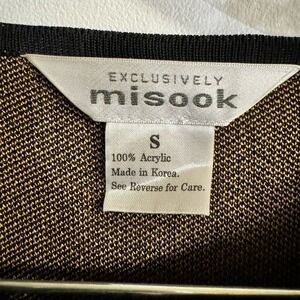 EXCLUSIVELY
misook
S
100% Acrylic
Made in Korea.
See Reverse for Care.